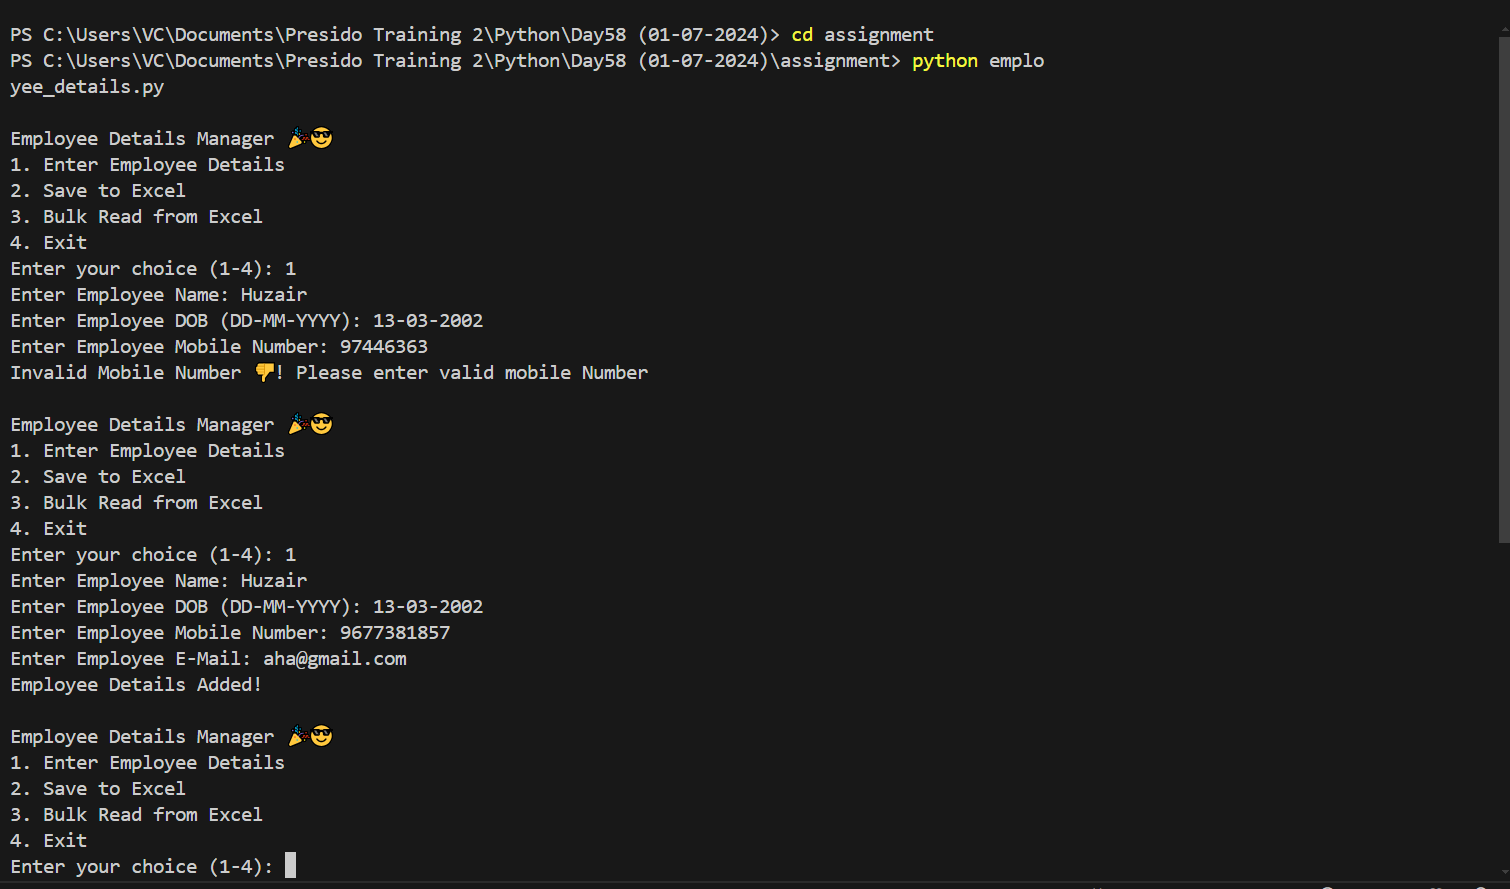 PS C:\Users\VC\Documents\Presido Training 2\Python\Day58 (01-07-2024)> cd assignment
PS C:\Users\VC\Documents\Presido Training 2\Python\Day58 (01-07-2024)\assignment> python emplo
yee_details.py
Employee Details Manager 🎉😎
1. Enter Employee Details
2. Save to Excel
3. Bulk Read from Excel
4. Exit
Enter your choice (1-4): 1
Enter Employee Name: Huzair
Enter Employee DOB (DD-MM-YYYY): 13-03-2002
Enter Employee Mobile Number: 97446363
Invalid Mobile Number 👎! Please enter valid mobile Number
Employee Details Manager 🎉😎
1. Enter Employee Details
2. Save to Excel
3. Bulk Read from Excel
4. Exit
Enter your choice (1-4): 1
Enter Employee Name: Huzair
Enter Employee DOB (DD-MM-YYYY): 13-03-2002
Enter Employee Mobile Number: 9677381857
Enter Employee E-Mail: aha@gmail.com
Employee Details Added!
Employee Details Manager 🎉😎
1. Enter Employee Details
2. Save to Excel
3. Bulk Read from Excel
4. Exit
Enter your choice (1-4):